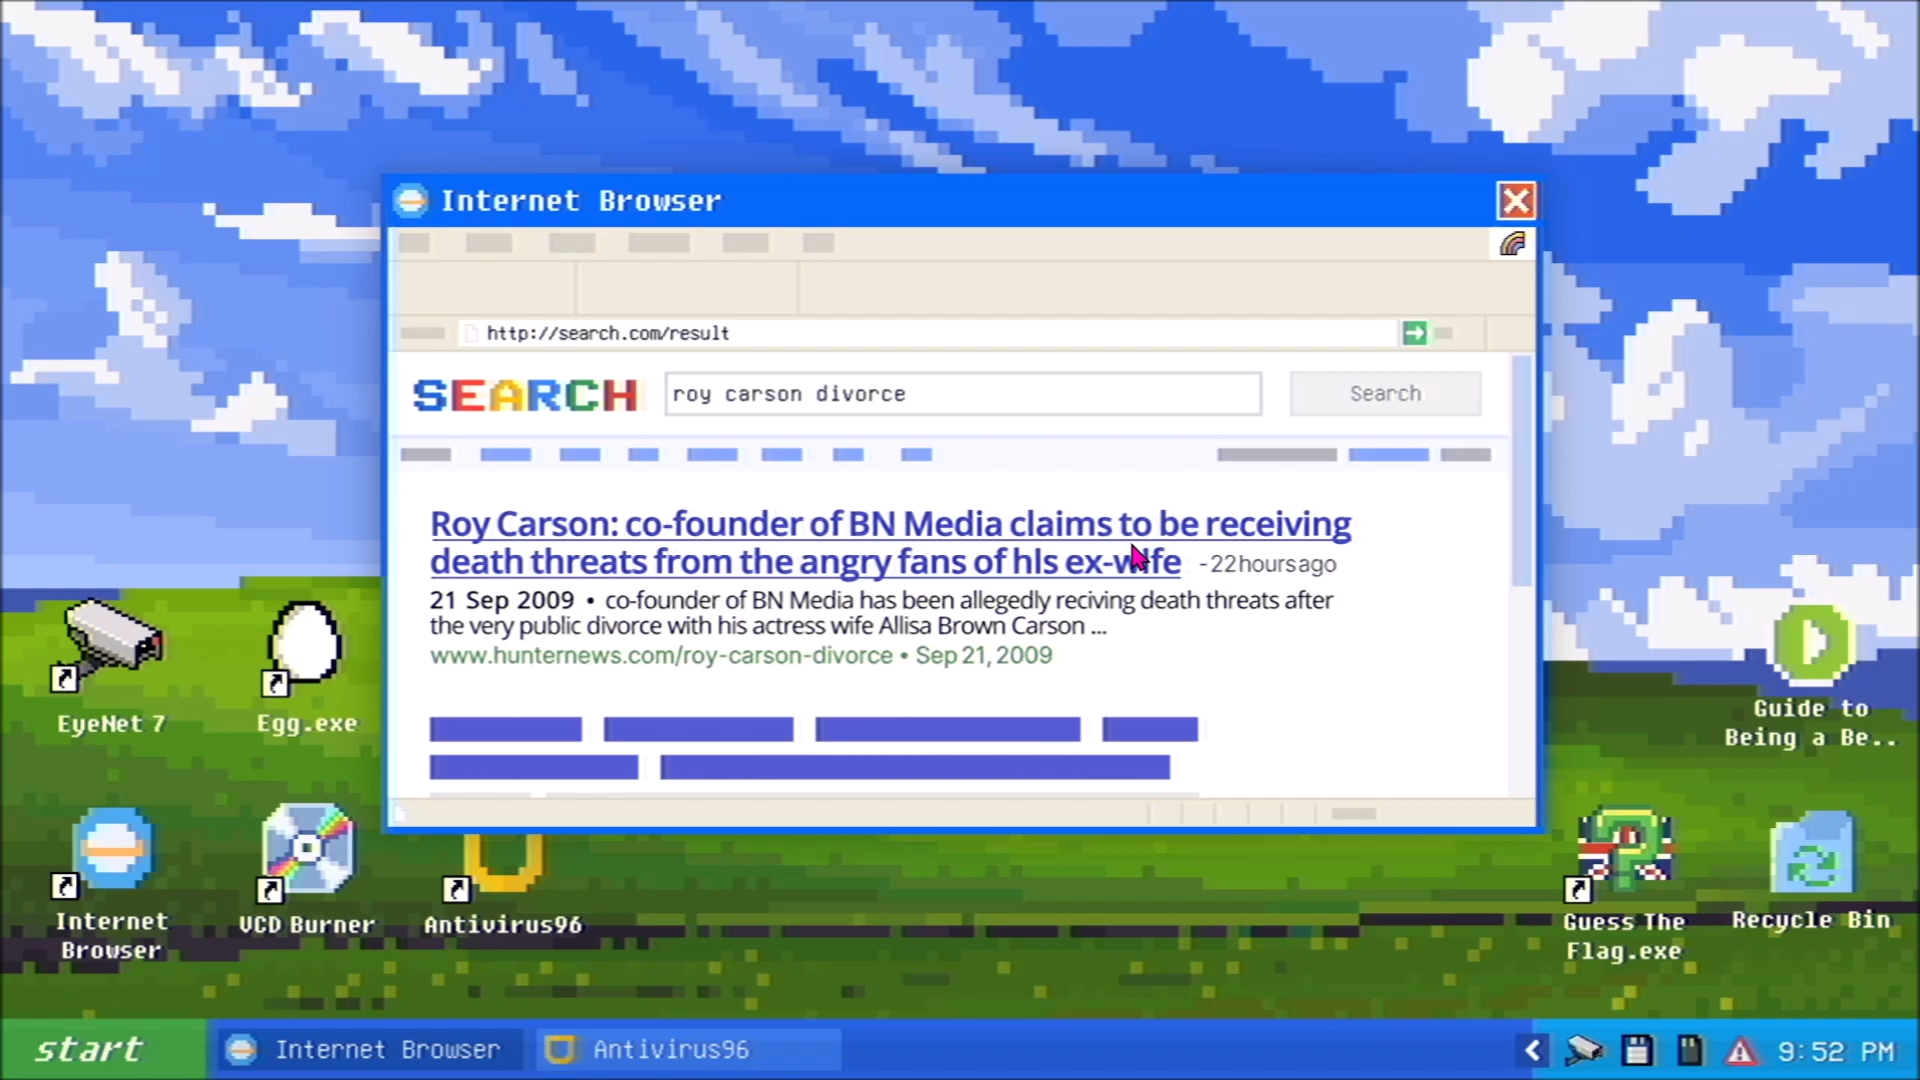 Internet Browser
http://search.com/result
SEARCH
roy carson divorce
Search
Roy Carson: co-founder of BN Media claims to be receiving
death threats from the angry fans of hIs ex-wife - 22 hours ago
21 Sep 2009 • co-founder of BN Media has been allegedly reciving death threats after
the very public divorce with his actress wife Allisa Brown Carson ...
www.hunternews.com/roy-carson-divorce • Sep 21, 2009
EyeNet 7
Egg.exe
Guide to
Being a Be..
Internet
Browser
VCD Burner
Antivirus96
Guess The
Flag.exe
Recycle Bin
start
Internet Browser
Antivirus96
9:52 PM